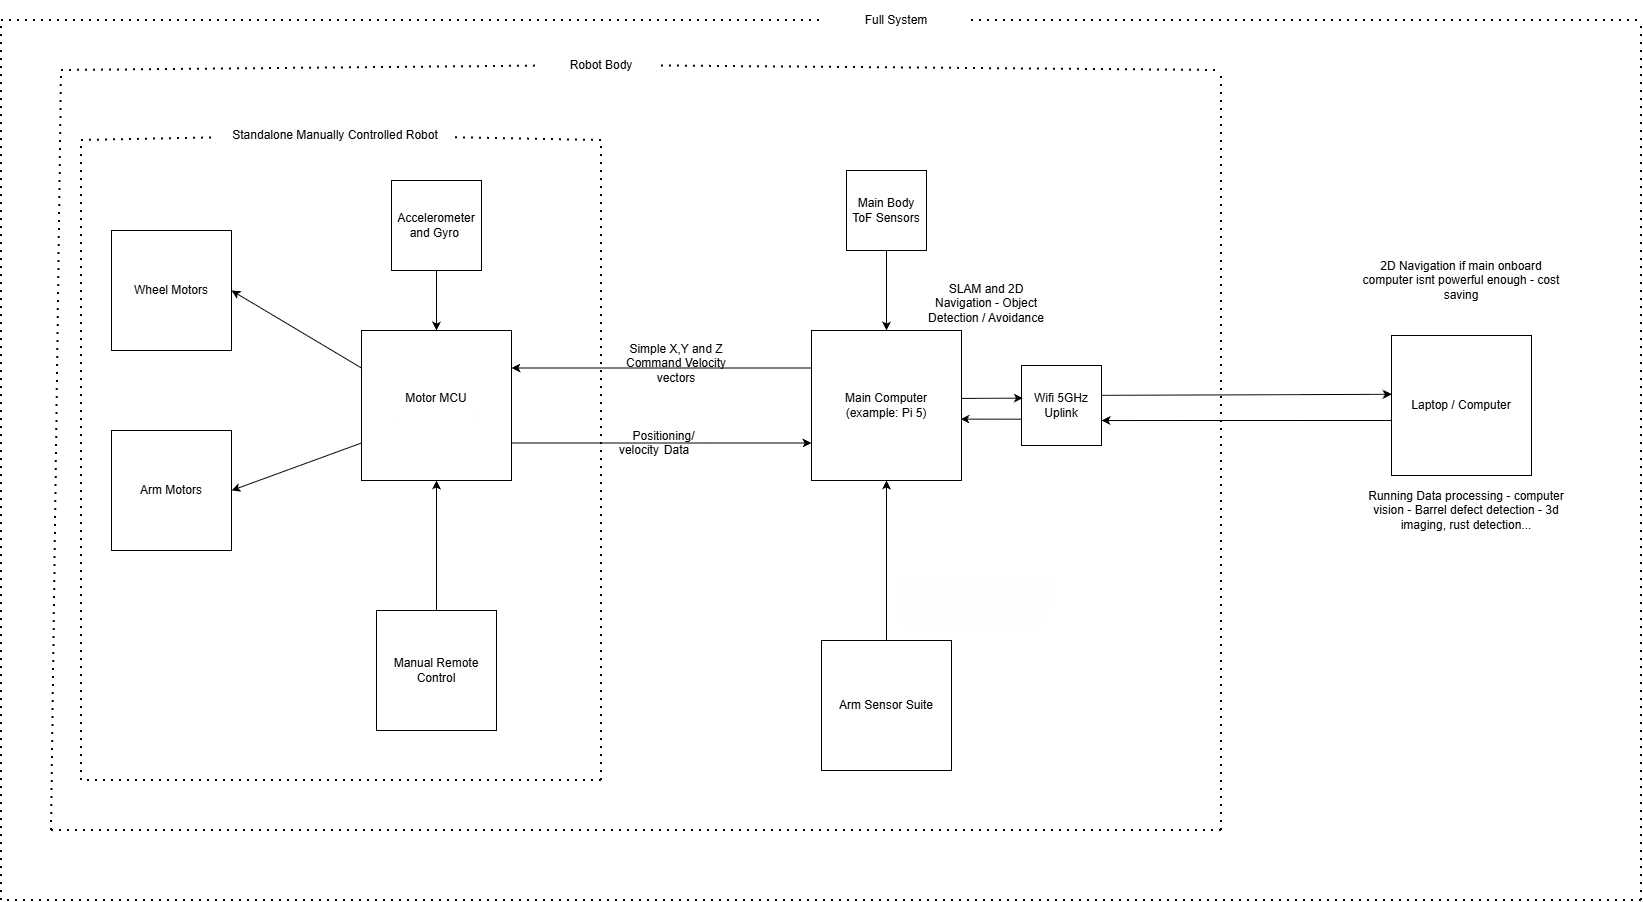 Full System
Robot Body
Standalone Manually Controlled Robot
Accelerometer
and Gyro
Main Body
ToF Sensors
Wheel Motors
2D Navigation if main onboard
computer isnt powerful enough - cost
saving
SLAM and 2D
Navigation - Object
Detection / Avoidance
Simple X,Y and Z
Command Velocity
vectors
Motor MCU
Main Computer
(example: Pi 5)
Wifi 5GHz
Uplink
Laptop / Computer
Positioning/
velocity Data
Arm Motors
Running Data processing - computer
vision - Barrel defect detection - 3d
imaging, rust detection...
Manual Remote
Control
Arm Sensor Suite